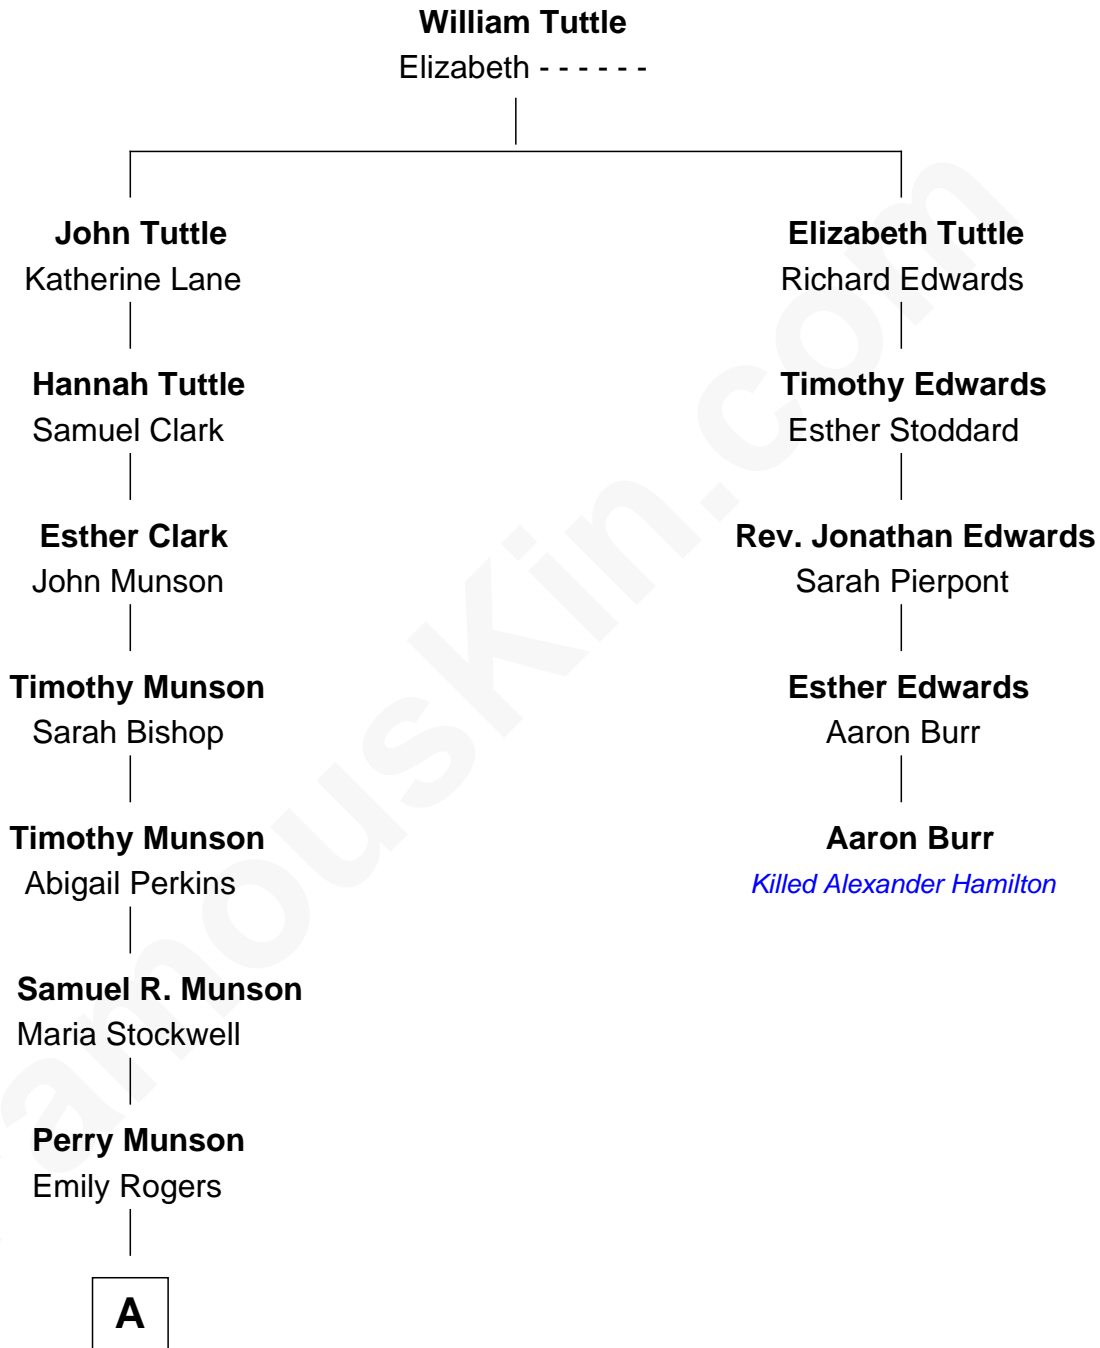 William Tuttle
Elizabeth - - - - - -
John Tuttle
Katherine Lane
Elizabeth Tuttle
Richard Edwards
Hannah Tuttle
Samuel Clark
Timothy Edwards
Esther Stoddard
Esther Clark
John Munson
Rev. Jonathan Edwards
Sarah Pierpont
Timothy Munson
Sarah Bishop
Esther Edwards
Aaron Burr
Timothy Munson
Abigail Perkins
Aaron Burr
Killed Alexander Hamilton
Samuel R. Munson
Maria Stockwell
Perry Munson
Emily Rogers
A
amousKin.com